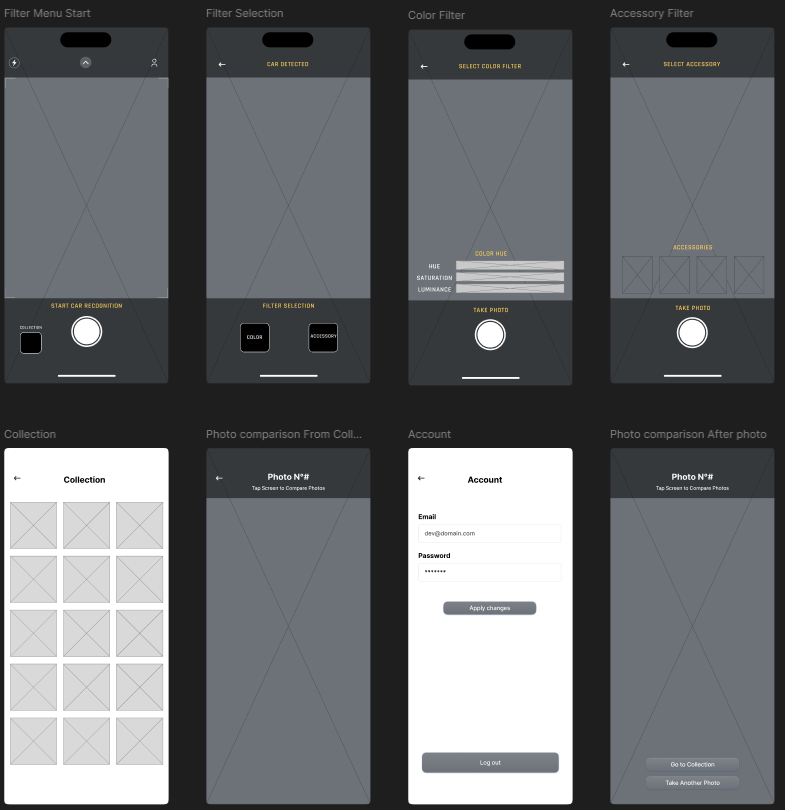 Filter Menu Start
START CAR RECOGNITION
COLLECTION
Filter Selection
CAR DETECTED
FILTER SELECTION
COLOR
ACCESSORY
Color Filter
SELECT COLOR FILTER
COLOR HUE
HUE
SATURATION
LUMINANCE
TAKE PHOTO
Accessory Filter
SELECT ACCESSORY
ACCESSORIES
TAKE PHOTO
Collection
Collection
Photo comparison From Coll...
Photo N°#
Tap Screen to Compare Photos
Account
Account
Email
dev@domain.com
Password
*******
Apply changes
Log out
Photo comparison After photo
Photo N°#
Tap Screen to Compare Photos
Go to Collection
Take Another Photo